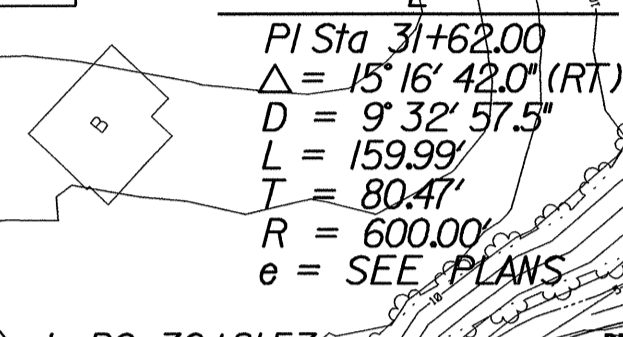 PI Sta 31+62.00
Δ = 15° 16' 42.0" (RT)
D = 9° 32' 57.5"
L = 159.99'
T = 80.47'
R = 600.00'
e = SEE PLANS
B
10